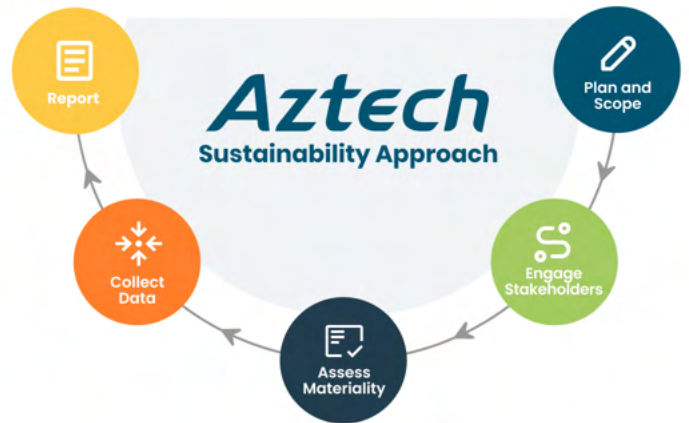 Aztech
Sustainability Approach
Plan and
Scope
Engage
Stakeholders
Assess
Materiality
Collect
Data
Report